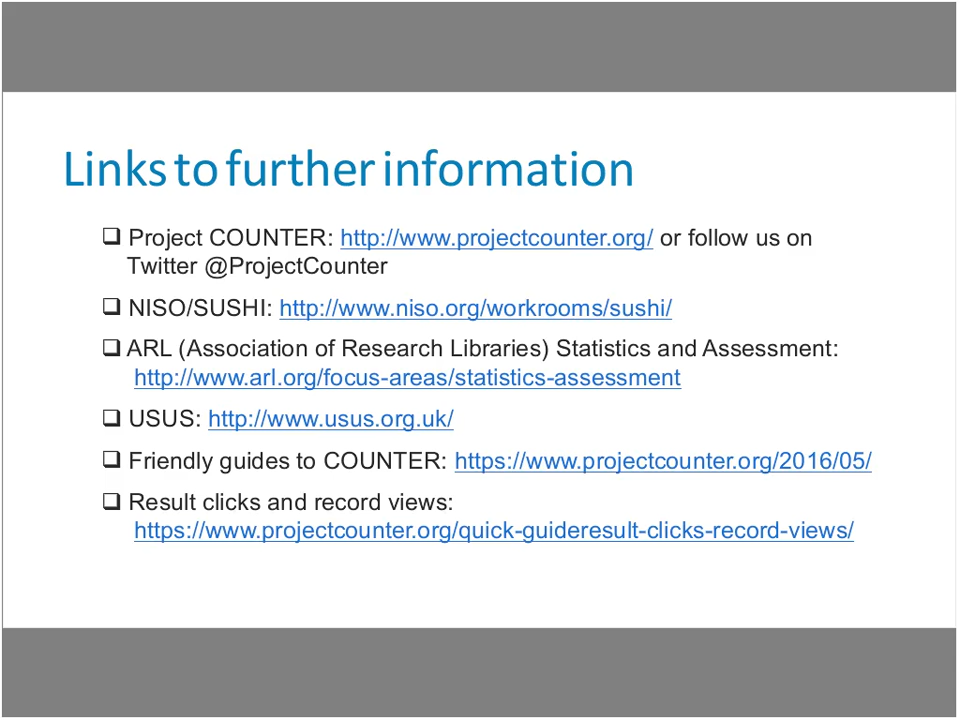 Links to further information
❑ Project COUNTER: http://www.projectcounter.org/ or follow us on
Twitter @ProjectCounter
❑ NISO/SUSHI: http://www.niso.org/workrooms/sushi/
❑ ARL (Association of Research Libraries) Statistics and Assessment:
http://www.arl.org/focus-areas/statistics-assessment
❑ USUS: http://www.usus.org.uk/
❑ Friendly guides to COUNTER: https://www.projectcounter.org/2016/05/
❑ Result clicks and record views:
https://www.projectcounter.org/quick-guideresult-clicks-record-views/